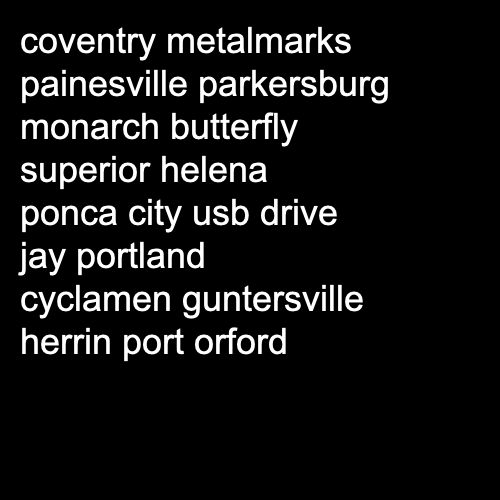 coventry metalmarks
painesville parkersburg
monarch butterfly
superior helena
ponca city usb drive
jay portland
cyclamen guntersville
herrin port orford